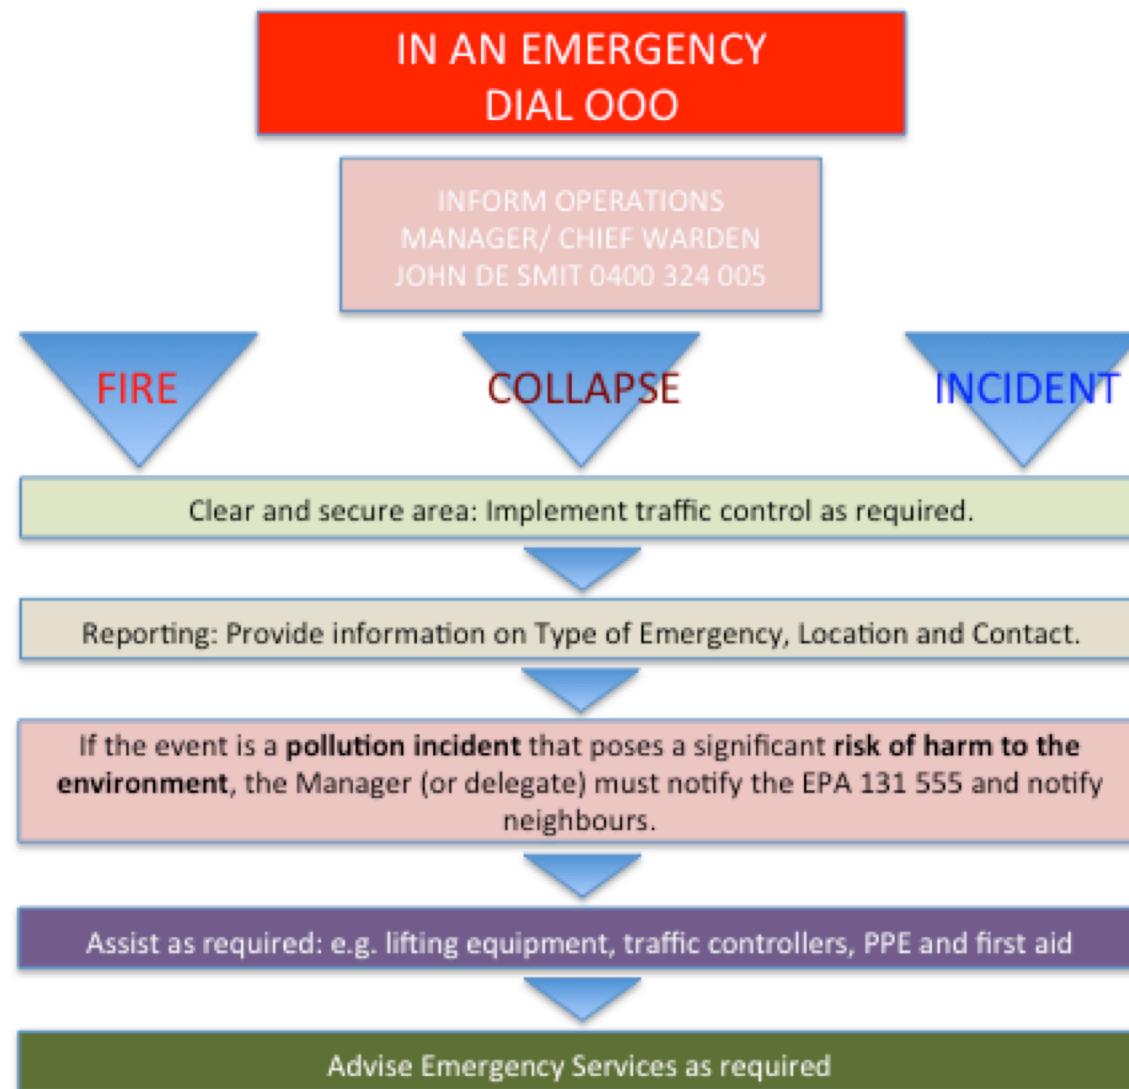 IN AN EMERGENCY
DIAL OOO
INFORM OPERATIONS
MANAGER/ CHIEF WARDEN
JOHN DE SMIT 0400 324 005
FIRE
COLLAPSE
INCIDENT
Clear and secure area: Implement traffic control as required.
Reporting: Provide information on Type of Emergency, Location and Contact.
If the event is a pollution incident that poses a significant risk of harm to the
environment, the Manager (or delegate) must notify the EPA 131 555 and notify
neighbours.
Assist as required: e.g. lifting equipment, traffic controllers, PPE and first aid
Advise Emergency Services as required